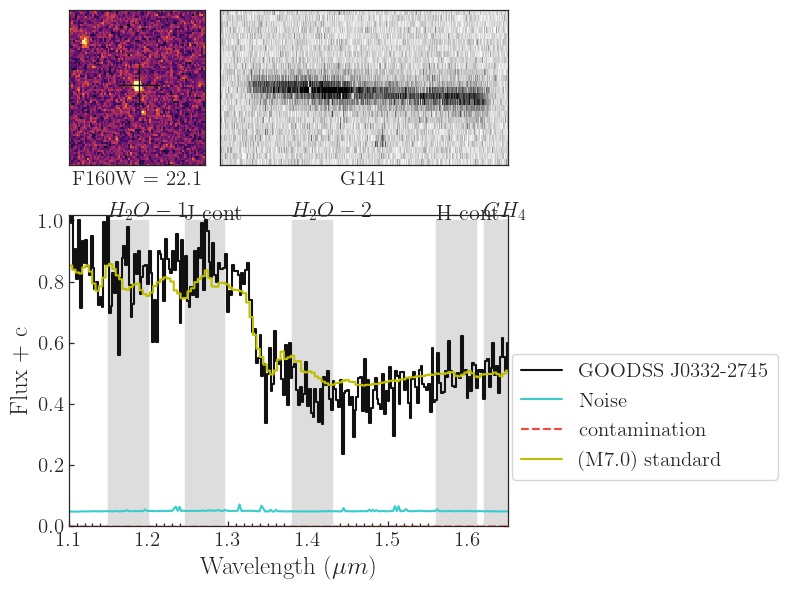 F160W = 22.1
G141
H₂O − 1
J cont
H₂O − 2
H cont
CH₄
1.0
0.8
0.6
0.4
0.2
0.0
Flux + c
1.1
1.2
1.3
1.4
1.5
1.6
Wavelength (μm)
GOODSS J0332-2745
Noise
contamination
(M7.0) standard